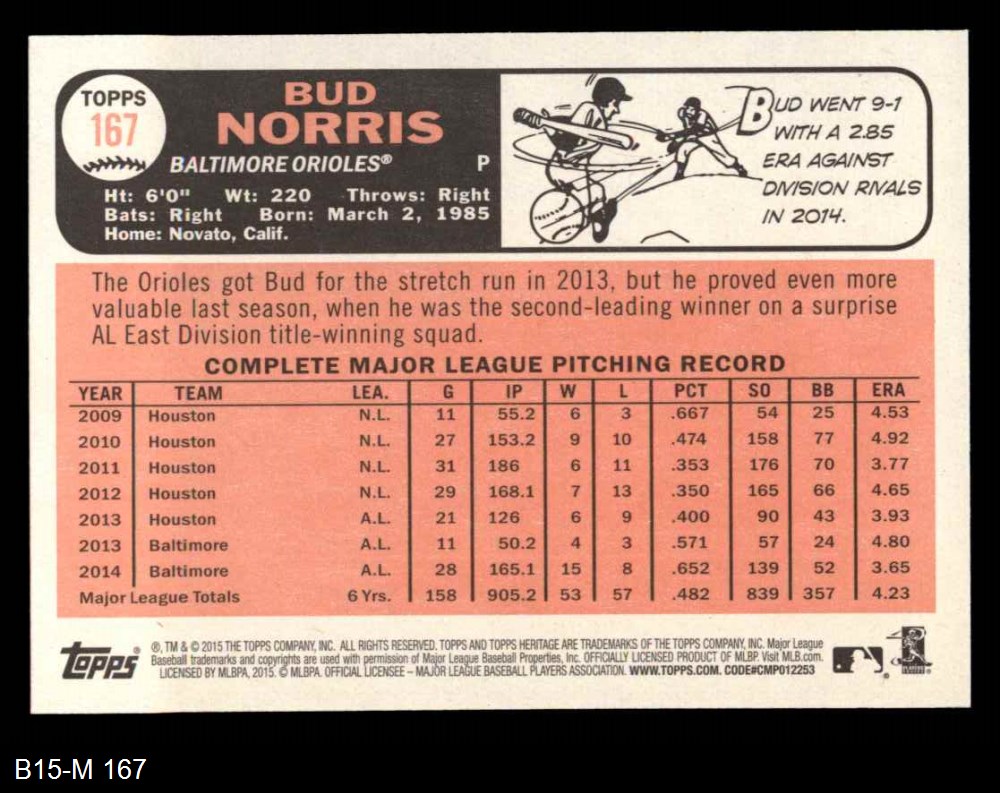 TOPPS
167
BUD
NORRIS
BALTIMORE ORIOLES® P
Ht: 6'0" Wt: 220 Throws: Right
Bats: Right Born: March 2, 1985
Home: Novato, Calif.
BUD WENT 9-1
WITH A 2.85
ERA AGAINST
DIVISION RIVALS
IN 2014.
The Orioles got Bud for the stretch run in 2013, but he proved even more
valuable last season, when he was the second-leading winner on a surprise
AL East Division title-winning squad.
COMPLETE MAJOR LEAGUE PITCHING RECORD
YEAR TEAM LEA. G IP W L PCT SO BB ERA
2009 Houston N.L. 11 55.2 6 3 .667 54 25 4.53
2010 Houston N.L. 27 153.2 9 10 .474 158 77 4.92
2011 Houston N.L. 31 186 6 11 .353 176 70 3.77
2012 Houston N.L. 29 168.1 7 13 .350 165 66 4.65
2013 Houston A.L. 21 126 6 9 .400 90 43 3.93
2013 Baltimore A.L. 11 50.2 4 3 .571 57 24 4.80
2014 Baltimore A.L. 28 165.1 15 8 .652 139 52 3.65
Major League Totals 6 Yrs. 158 905.2 53 57 .482 839 357 4.23
Topps®
®, TM & © 2015 THE TOPPS COMPANY, INC. ALL RIGHTS RESERVED. TOPPS AND TOPPS HERITAGE ARE TRADEMARKS OF THE TOPPS COMPANY, INC. Major League
Baseball trademarks and copyrights are used with permission of Major League Baseball Properties, Inc. OFFICIALLY LICENSED PRODUCT OF MLBP. Visit MLB.com.
LICENSED BY MLBPA, 2015. © MLBPA. OFFICIAL LICENSEE – MAJOR LEAGUE BASEBALL PLAYERS ASSOCIATION. WWW.TOPPS.COM. CODE#CMP012253
B15-M 167